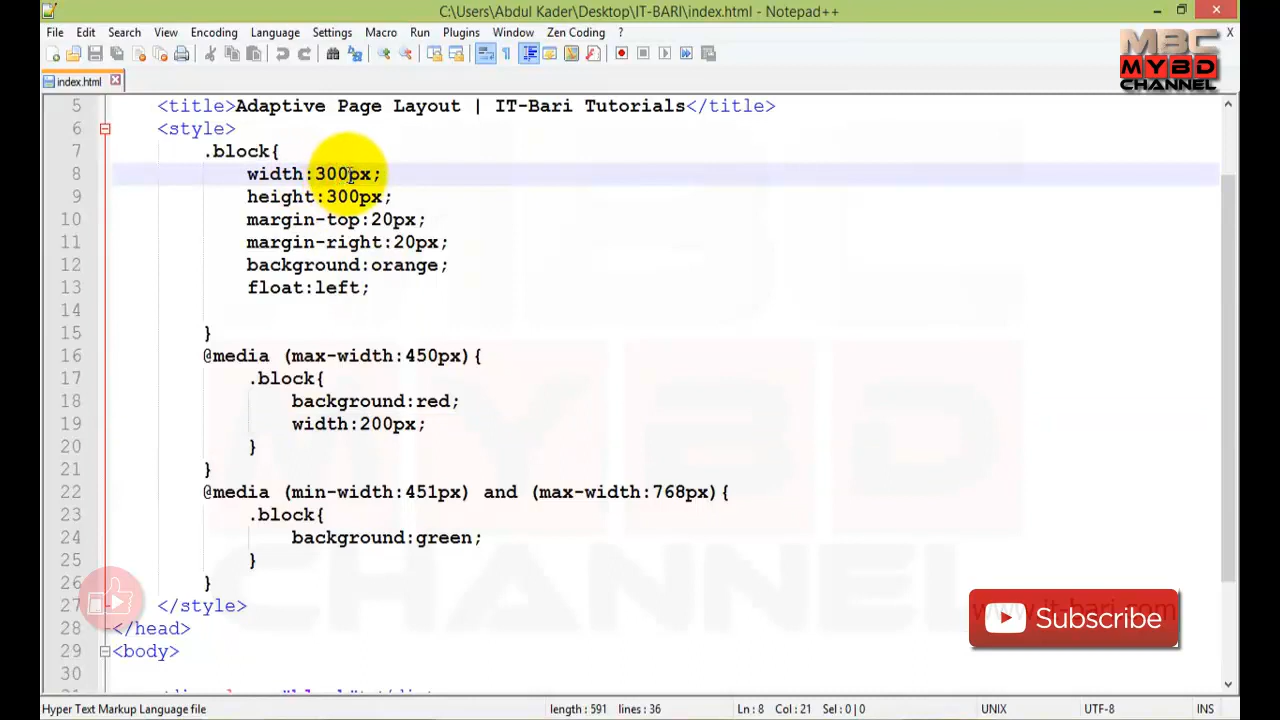 C:\Users\Abdul Kader\Desktop\IT-BARI\index.html - Notepad++
File Edit Search View Encoding Language Settings Macro Run Plugins Window Zen Coding ? X
index.html
MBC
MYBD
CHANNEL
5 <title>Adaptive Page Layout | IT-Bari Tutorials</title>
6 <style>
7 .block{
8 width:300px;
9 height:300px;
10 margin-top:20px;
11 margin-right:20px;
12 background:orange;
13 float:left;
14
15 }
16 @media (max-width:450px){
17 .block{
18 background:red;
19 width:200px;
20 }
21 }
22 @media (min-width:451px) and (max-width:768px){
23 .block{
24 background:green;
25 }
26 }
27 </style>
28 </head>
29 <body>
30
MYBD
CHANNEL
www.it-bari.com
Subscribe
Hyper Text Markup Language file length : 591 lines : 36 Ln : 8 Col : 21 Sel : 0 | 0 UNIX UTF-8 INS